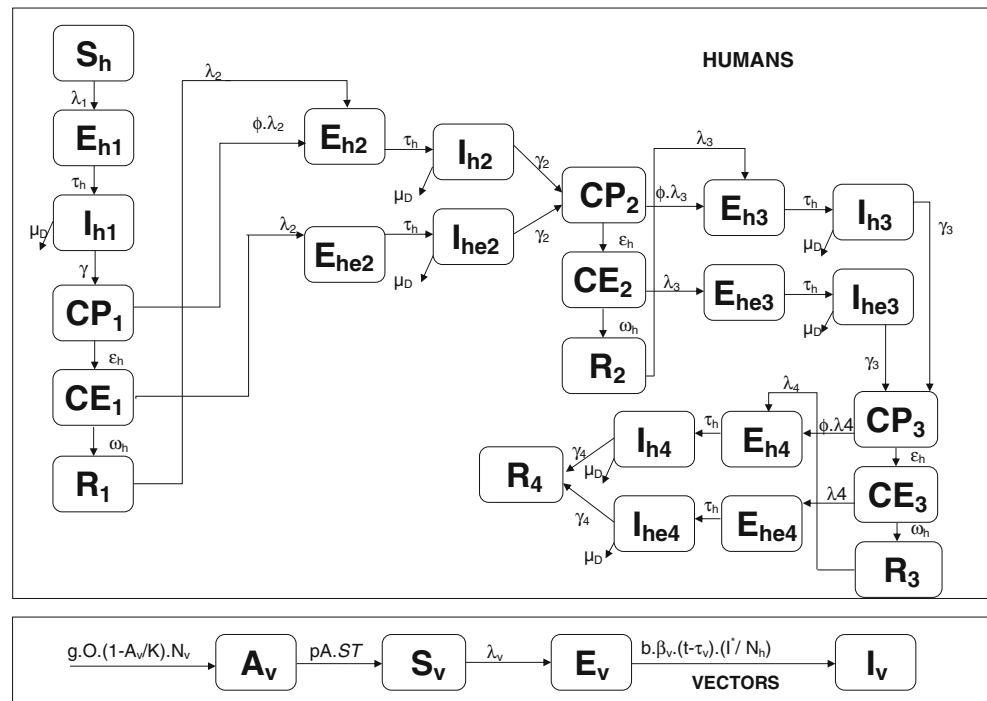 HUMANS
S_h
λ_1
E_h1
τ_h
μ_D
I_h1
γ
CP_1
ε_h
CE_1
ω_h
R_1
λ_2
φ.λ_2
E_h2
τ_h
I_h2
μ_D
γ_2
λ_2
E_he2
τ_h
I_he2
μ_D
γ_2
CP_2
ε_h
CE_2
ω_h
R_2
λ_3
φ.λ_3
E_h3
τ_h
I_h3
μ_D
γ_3
λ_3
E_he3
τ_h
I_he3
μ_D
γ_3
CP_3
ε_h
CE_3
ω_h
R_3
λ_4
φ.λ4
E_h4
τ_h
I_h4
μ_D
γ_4
λ4
E_he4
τ_h
I_he4
μ_D
γ_4
R_4
g.O.(1-A_v/K).N_v
A_v
pA.ST
S_v
λ_v
E_v
b.β_v.(t-τ_v).(I*/ N_h)
VECTORS
I_v